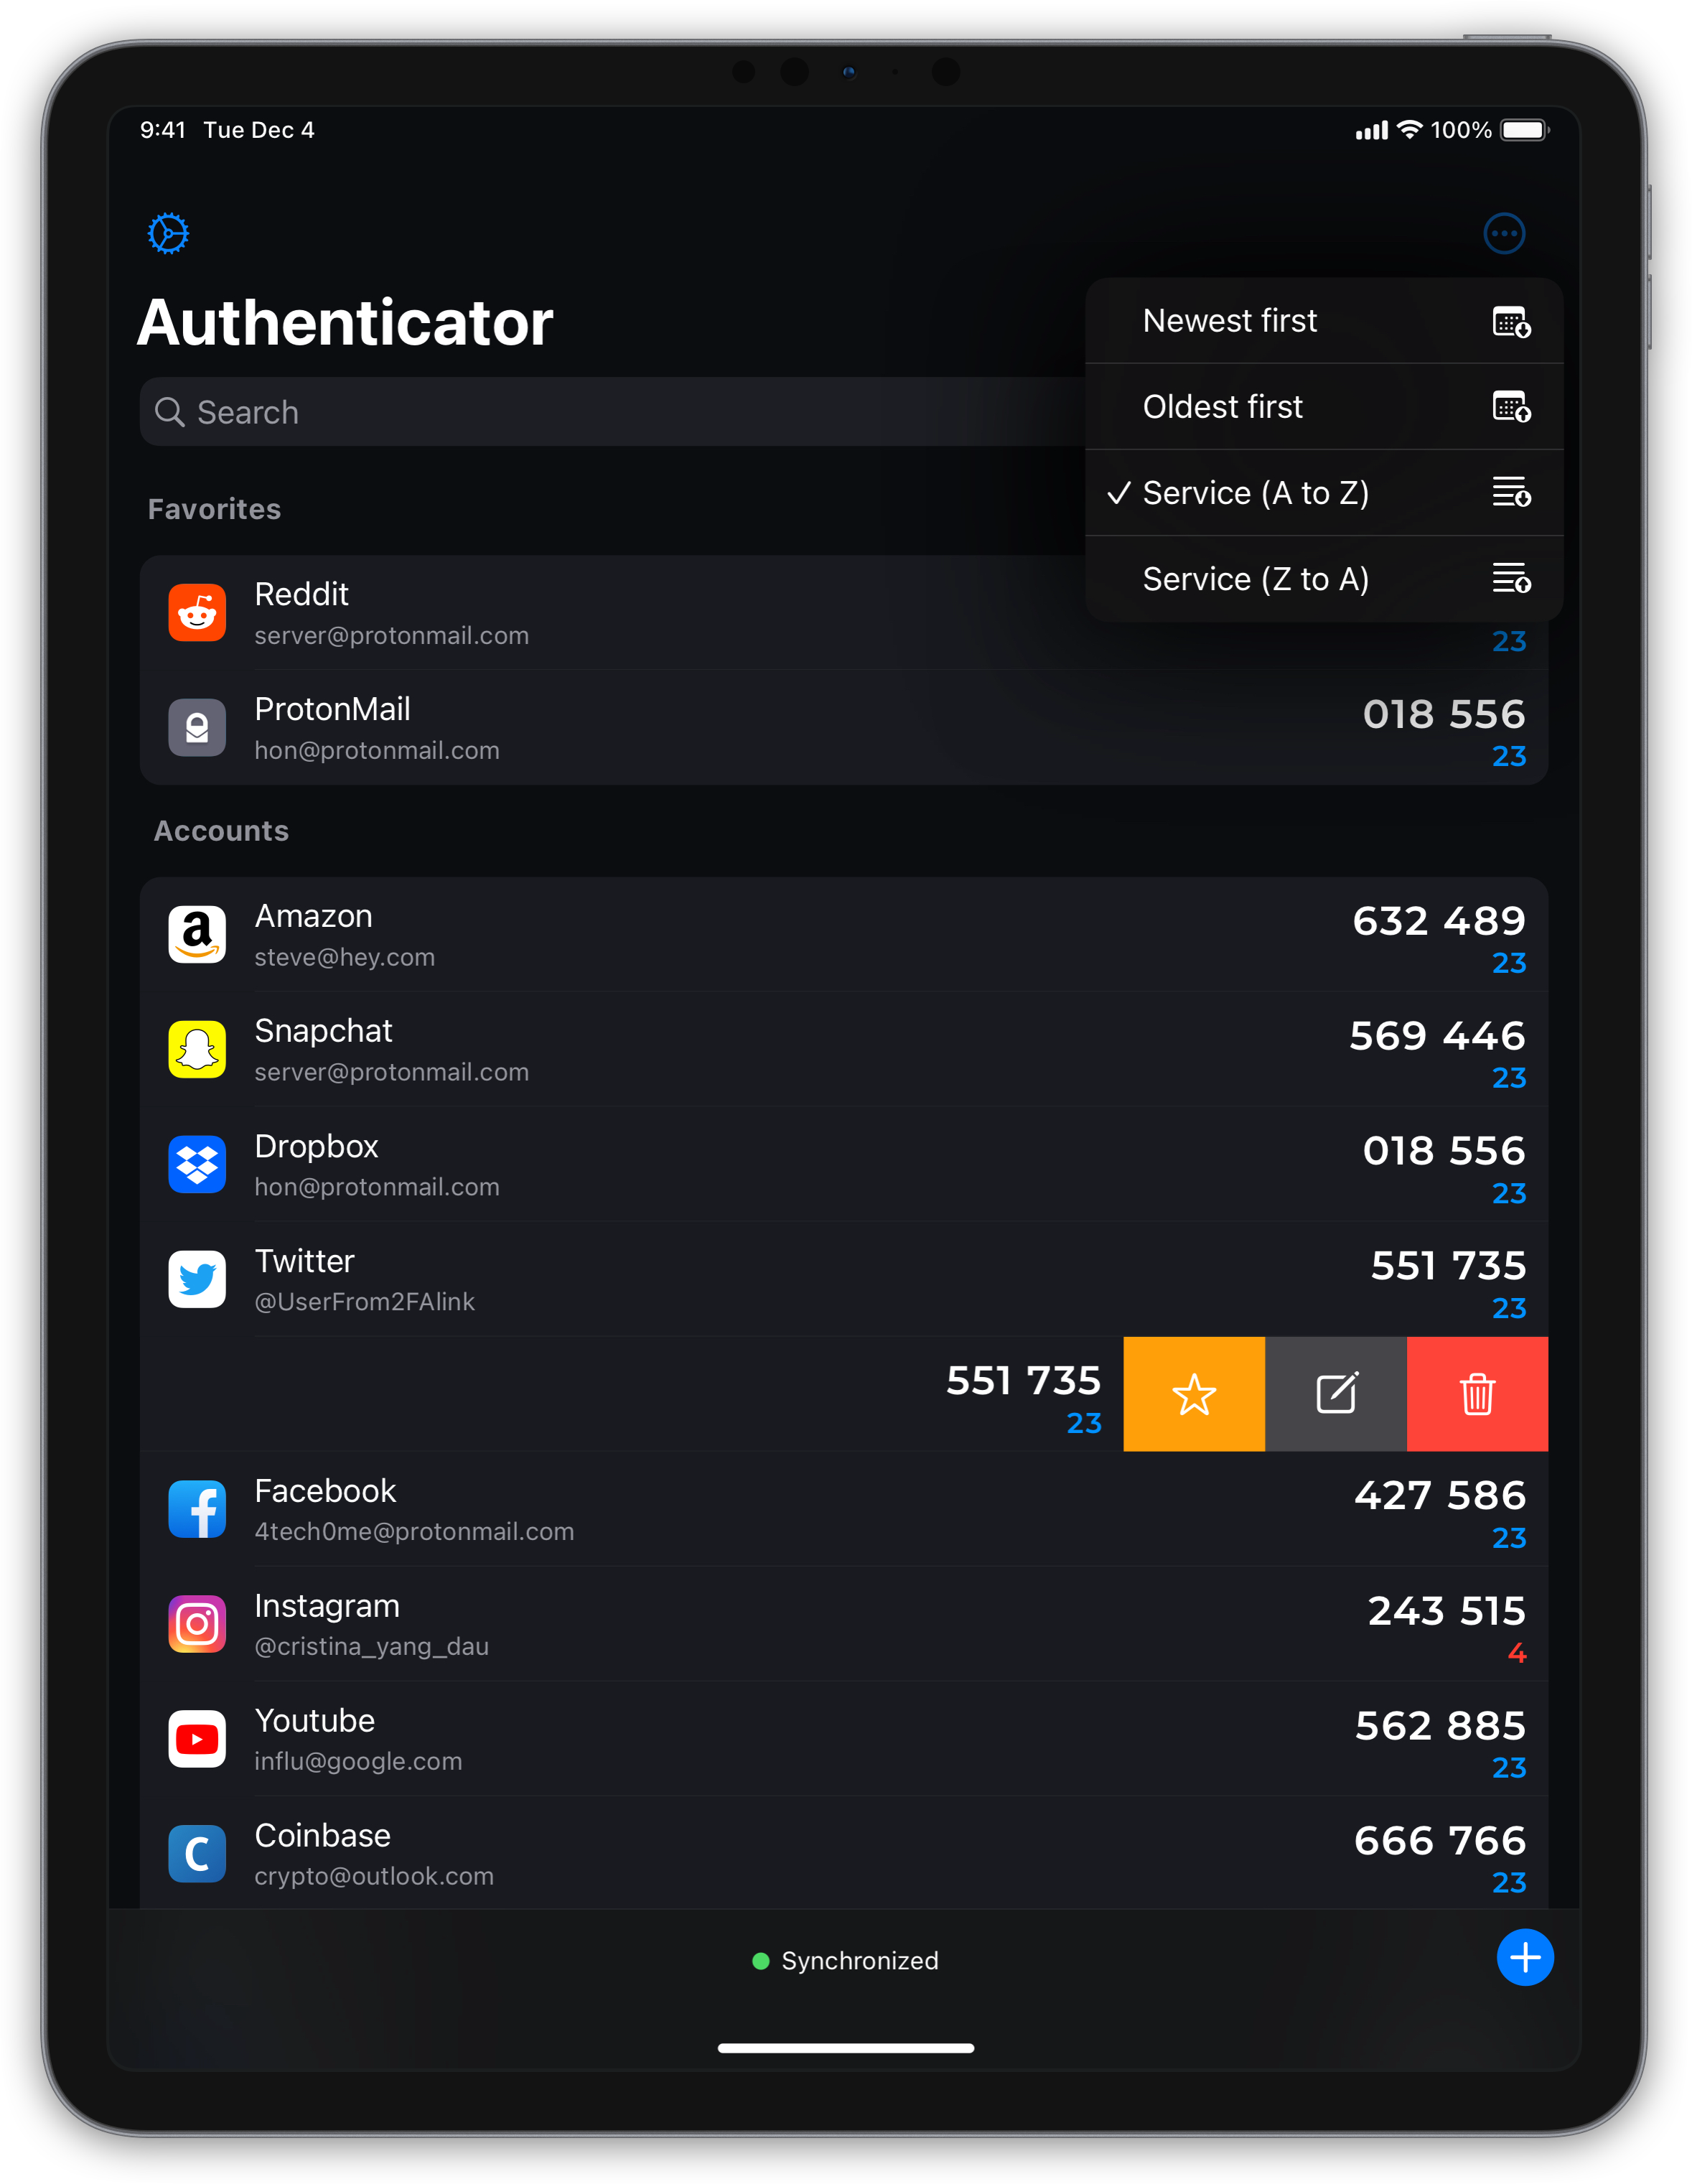 9:41 Tue Dec 4
100%
Authenticator
Newest first
Oldest first
Service (A to Z)
Service (Z to A)
Search
Favorites
Reddit
server@protonmail.com
23
ProtonMail
018 556
hon@protonmail.com
23
Accounts
Amazon
632 489
steve@hey.com
23
Snapchat
569 446
server@protonmail.com
23
Dropbox
018 556
hon@protonmail.com
23
Twitter
551 735
@UserFrom2FAlink
23
551 735
23
Facebook
427 586
4tech0me@protonmail.com
23
Instagram
243 515
@cristina_yang_dau
4
Youtube
562 885
influ@google.com
23
Coinbase
666 766
crypto@outlook.com
23
Synchronized